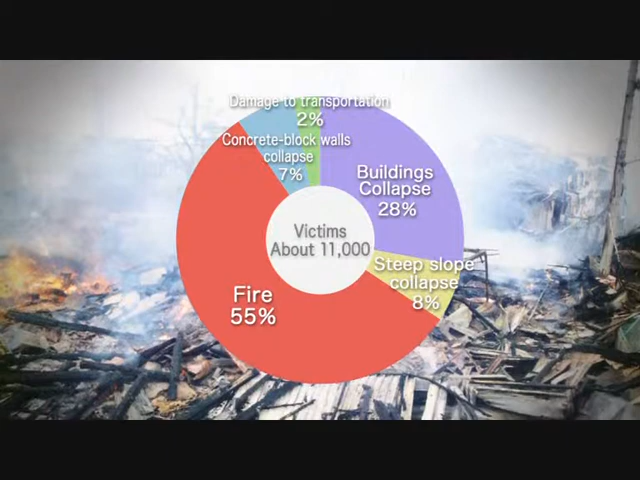 Damage to transportation
2%
Concrete-block walls
collapse
7%
Buildings
Collapse
28%
Victims
About 11,000
Steep slope
collapse
8%
Fire
55%